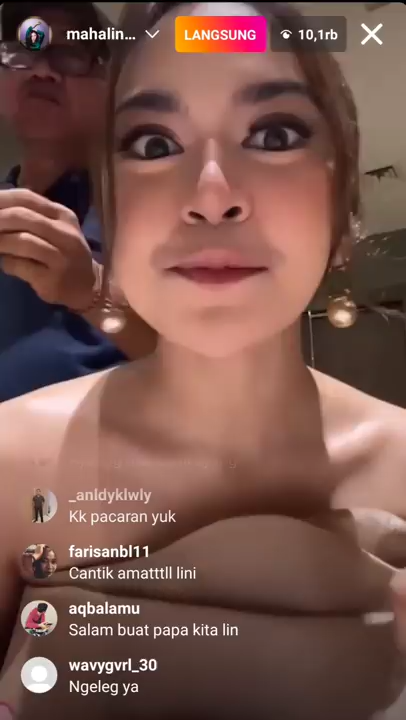 mahalin...
LANGSUNG
10,1rb
_anldyklwly
Kk pacaran yuk
farisanbl11
Cantik amatttll lini
aqbalamu
Salam buat papa kita lin
wavygvrl_30
Ngeleg ya